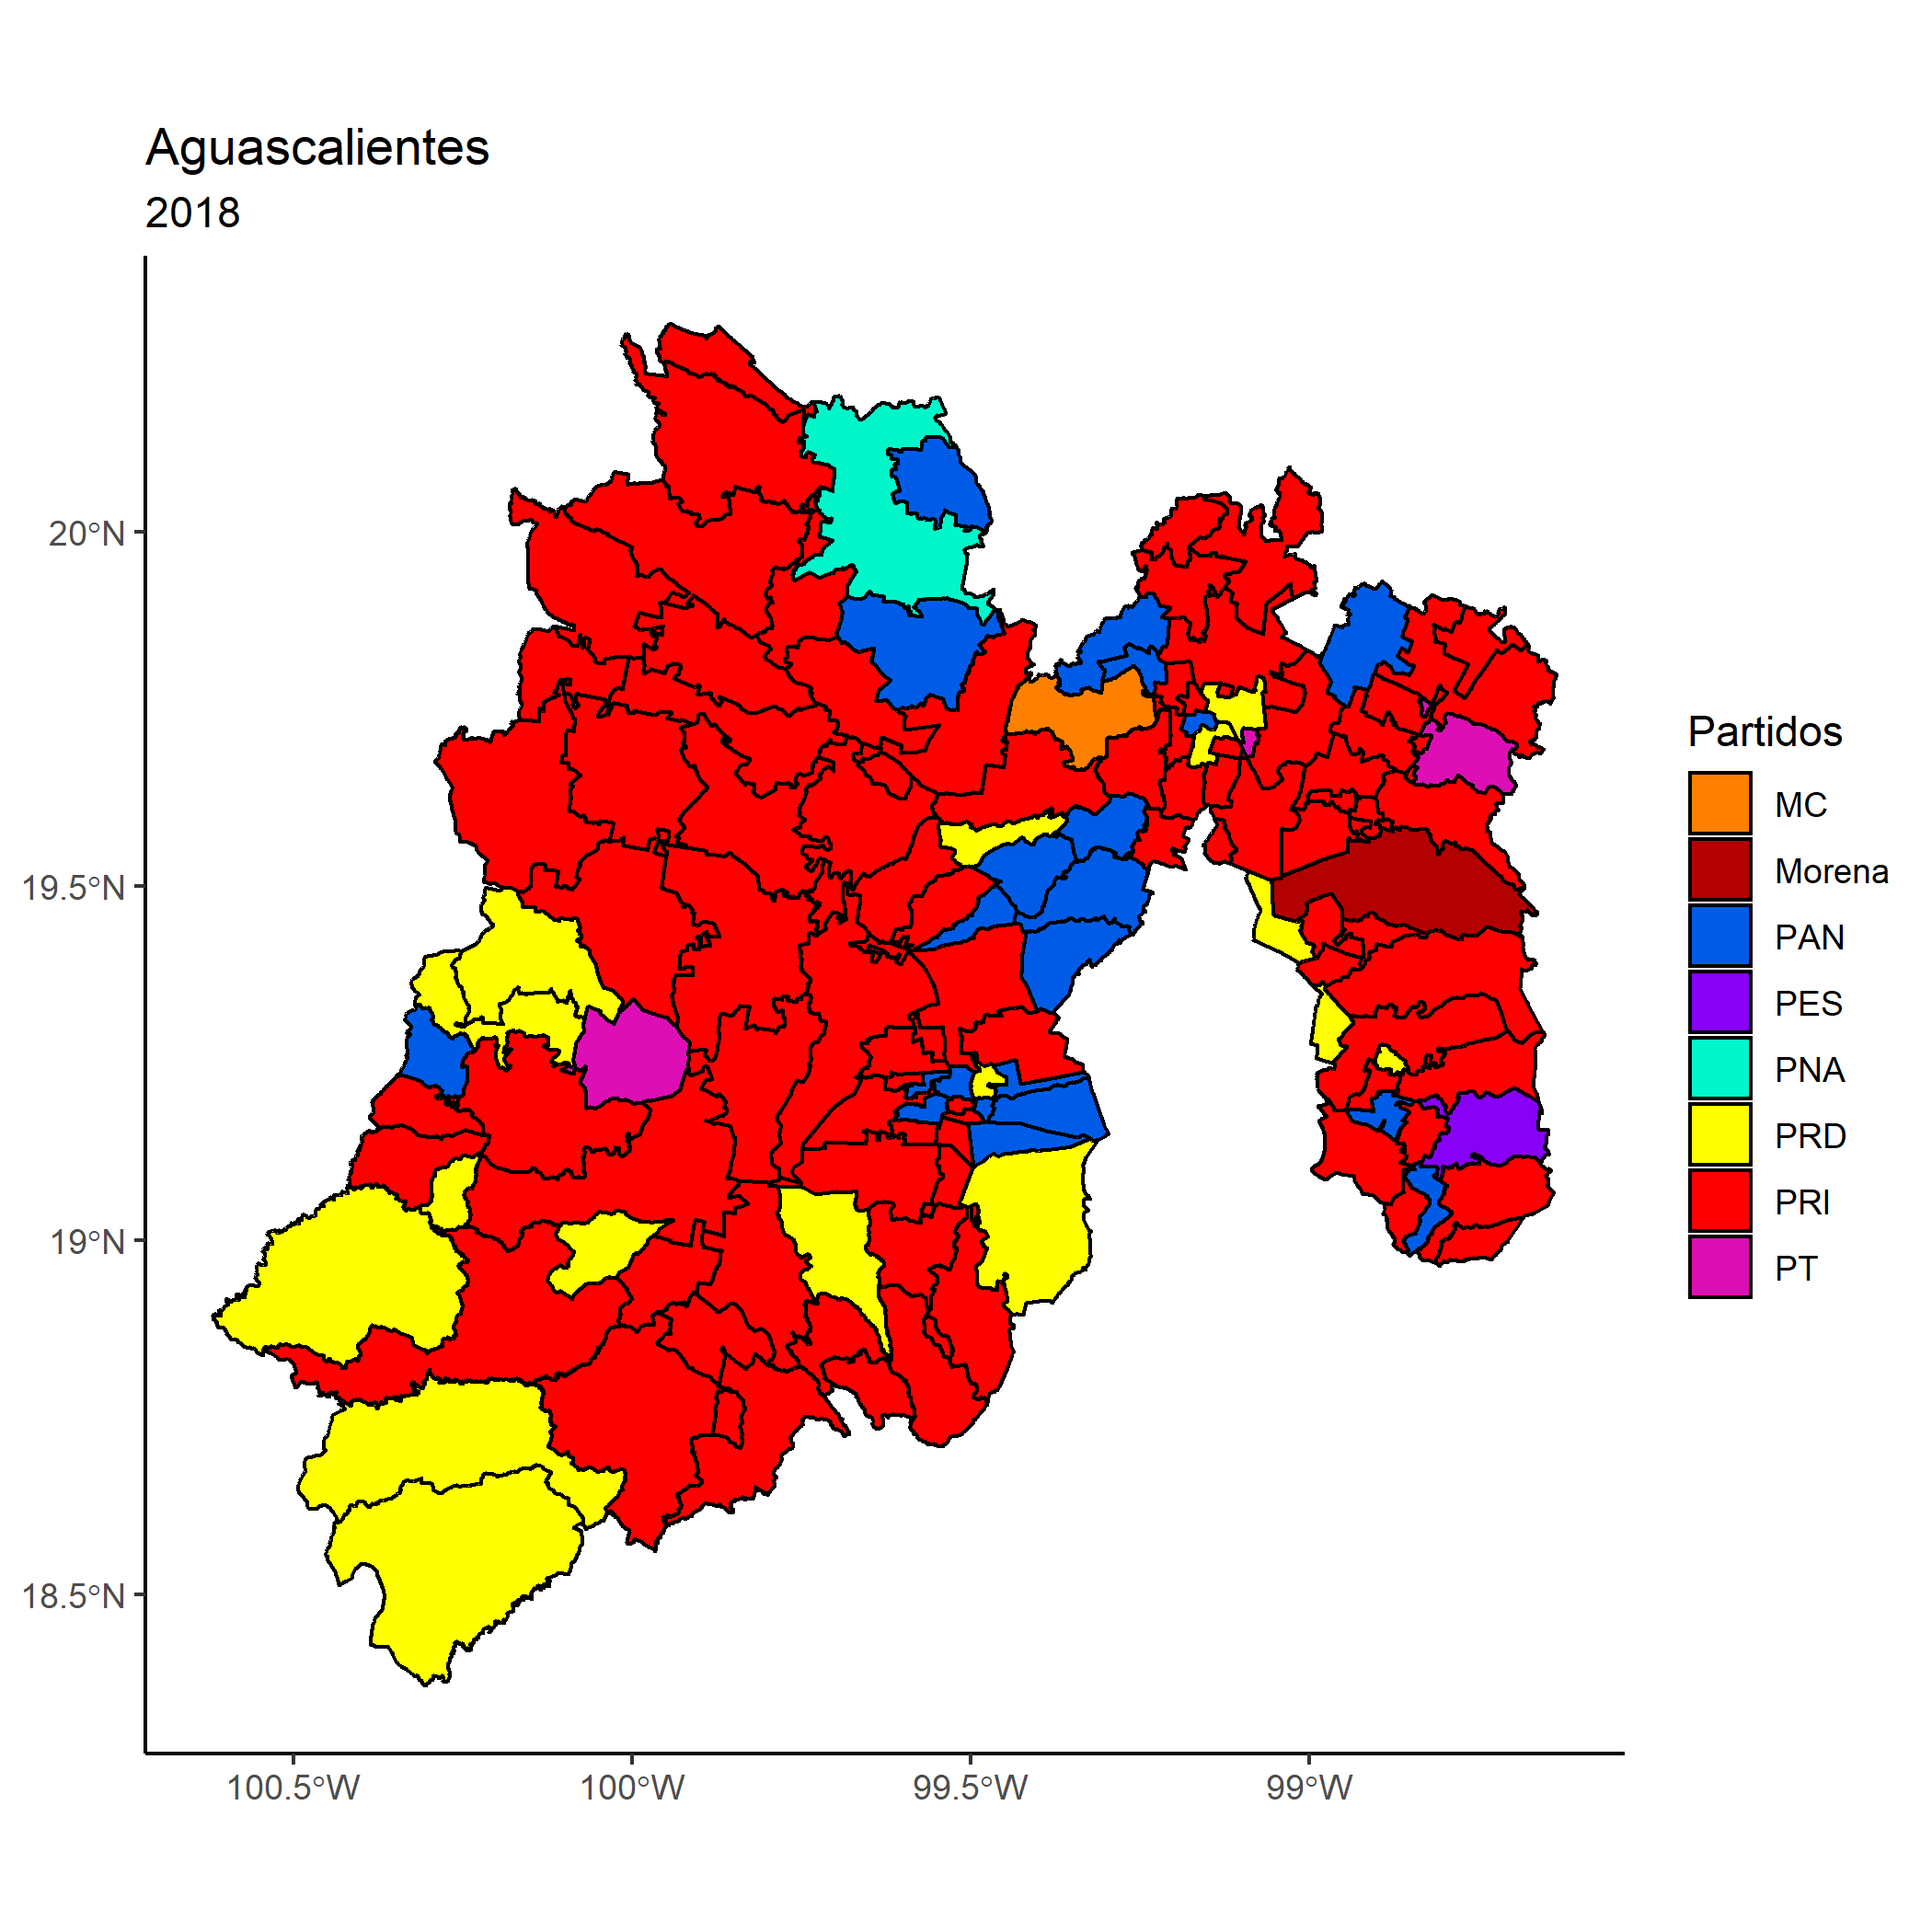 Aguascalientes
2018
20°N
19.5°N
19°N
18.5°N
100.5°W
100°W
99.5°W
99°W
Partidos
MC
Morena
PAN
PES
PNA
PRD
PRI
PT